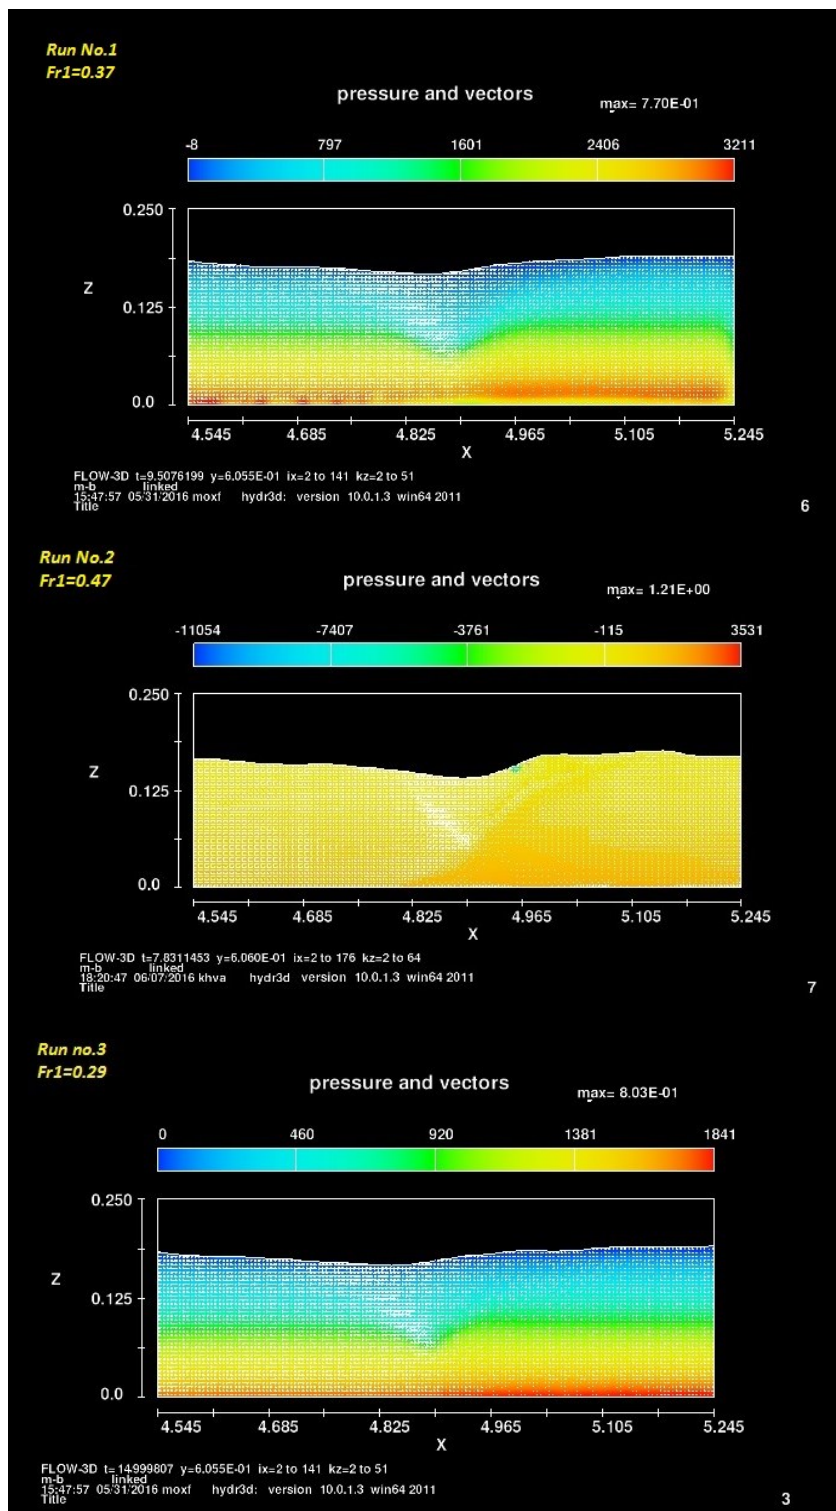 Run No.1
Fr1=0.37
pressure and vectors
max= 7.70E-01
-8 797 1601 2406 3211
0.250
Z
0.125
0.0
4.545 4.685 4.825 4.965 5.105 5.245
X
FLOW-3D t=9.5076199 y=6.055E-01 ix=2 to 141 kz=2 to 51
m-b linked
15:47:57 05/31/2016 moxf hydr3d: version 10.0.1.3 win64 2011
Title
6
Run No.2
Fr1=0.47
pressure and vectors
max= 1.21E+00
-11054 -7407 -3761 -115 3531
0.250
Z
0.125
0.0
4.545 4.685 4.825 4.965 5.105 5.245
X
FLOW-3D t=7.8311453 y=6.060E-01 ix=2 to 176 kz=2 to 64
m-b linked
18:20:47 06/07/2016 khva hydr3d version 10.0.1.3 win64 2011
Title
7
Run no.3
Fr1=0.29
pressure and vectors
max= 8.03E-01
0 460 920 1381 1841
0.250
Z
0.125
0.0
4.545 4.685 4.825 4.965 5.105 5.245
X
FLOW-3D t=14.999807 y=6.055E-01 ix=2 to 141 kz=2 to 51
m-b linked
15:47:57 05/31/2016 moxf hydr3d: version 10.0.1.3 win64 2011
Title
3